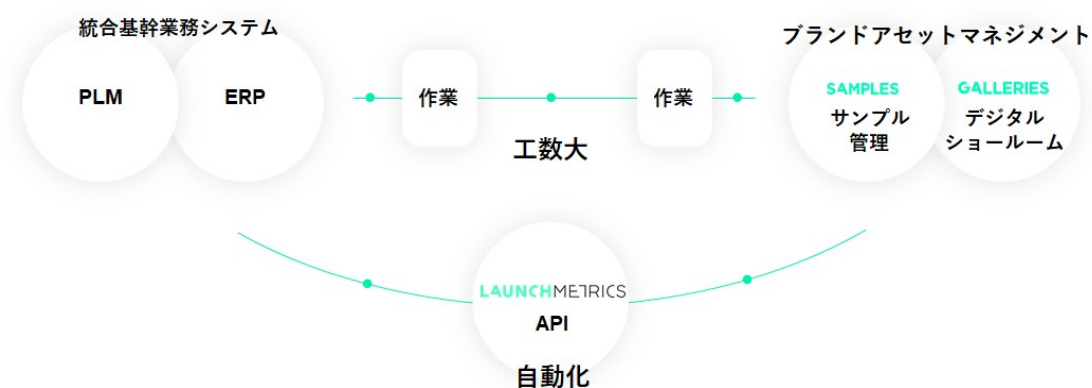 統合基幹業務システム
PLM
ERP
作業
作業
工数大
ブランドアセットマネジメント
SAMPLES
サンプル
管理
GALLERIES
デジタル
ショールーム
LAUNCHMETRICS
API
自動化